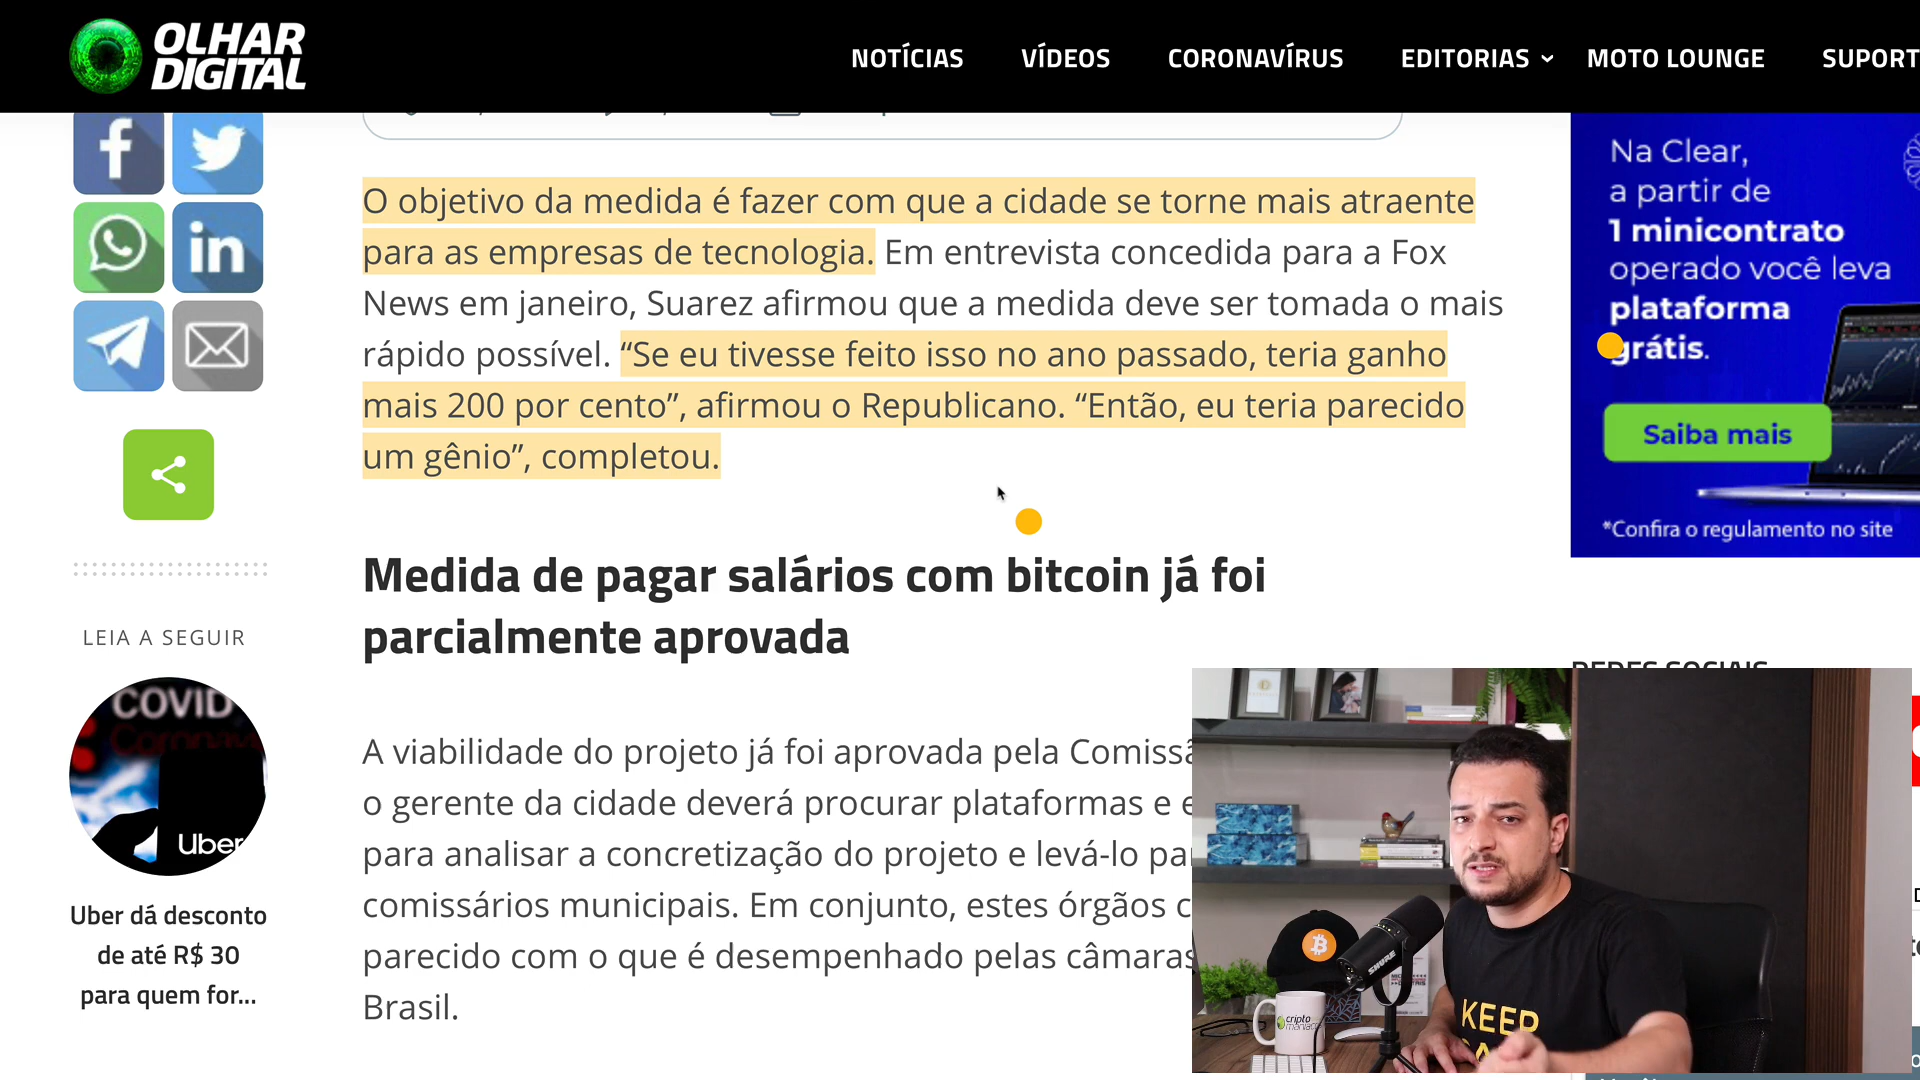 OLHAR
DIGITAL
NOTÍCIAS
VÍDEOS
CORONAVÍRUS
EDITORIAS
MOTO LOUNGE
SUPORT
O objetivo da medida é fazer com que a cidade se torne mais atraente
para as empresas de tecnologia. Em entrevista concedida para a Fox
News em janeiro, Suarez afirmou que a medida deve ser tomada o mais
rápido possível. “Se eu tivesse feito isso no ano passado, teria ganho
mais 200 por cento”, afirmou o Republicano. “Então, eu teria parecido
um gênio”, completou.
Medida de pagar salários com bitcoin já foi
parcialmente aprovada
A viabilidade do projeto já foi aprovada pela Comissã
o gerente da cidade deverá procurar plataformas e e
para analisar a concretização do projeto e levá-lo pa
comissários municipais. Em conjunto, estes órgãos c
parecido com o que é desempenhado pelas câmaras
Brasil.
LEIA A SEGUIR
COVID
Coronavirus
Uber
Uber dá desconto
de até R$ 30
para quem for...
Na Clear,
a partir de
1 minicontrato
operado você leva
plataforma
grátis.
Saiba mais
*Confira o regulamento no site
REDES SOCIAIS
SHURE
cripto
maniacs
KEEP